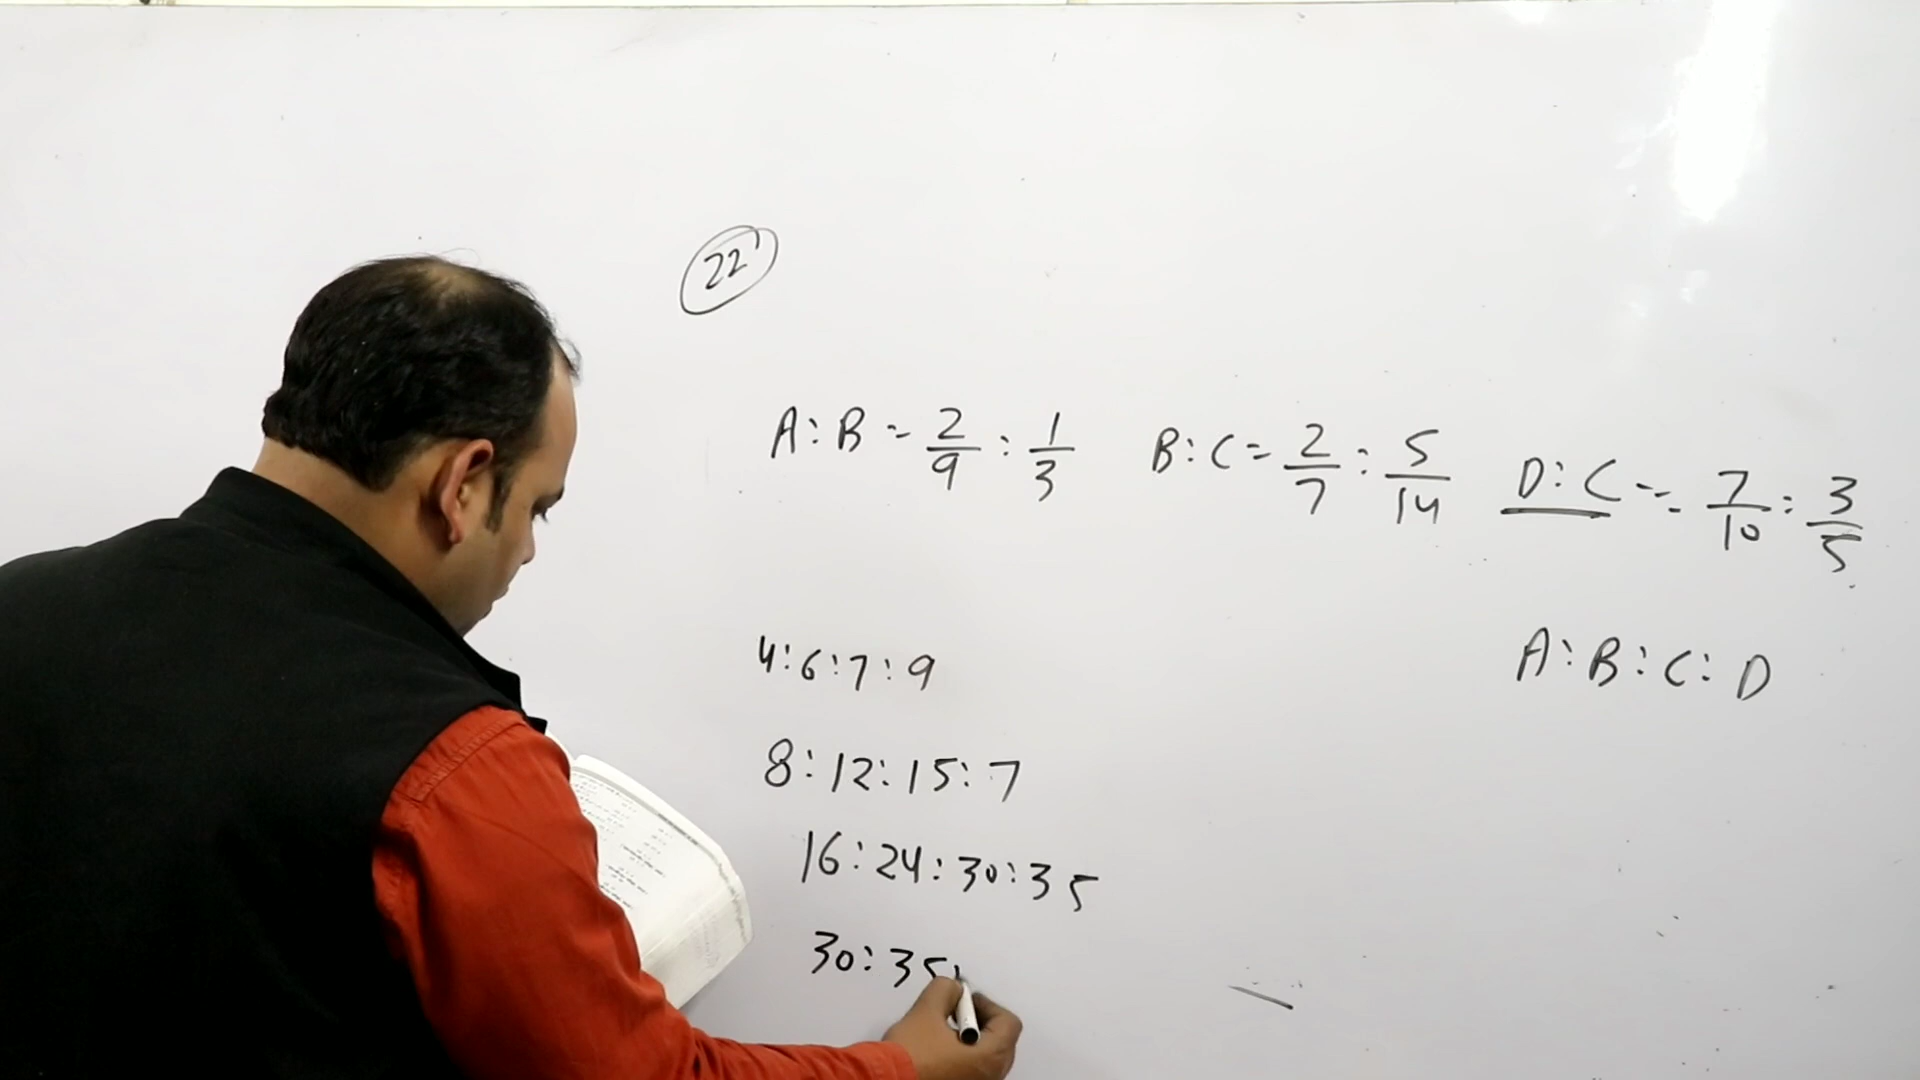 22
A:B = 2/9 : 1/3 B:C = 2/7 : 5/14 D:C = 7/10 : 3/5
A:B:C:D
4:6:7:9
8:12:15:7
16:24:30:35
30:35: